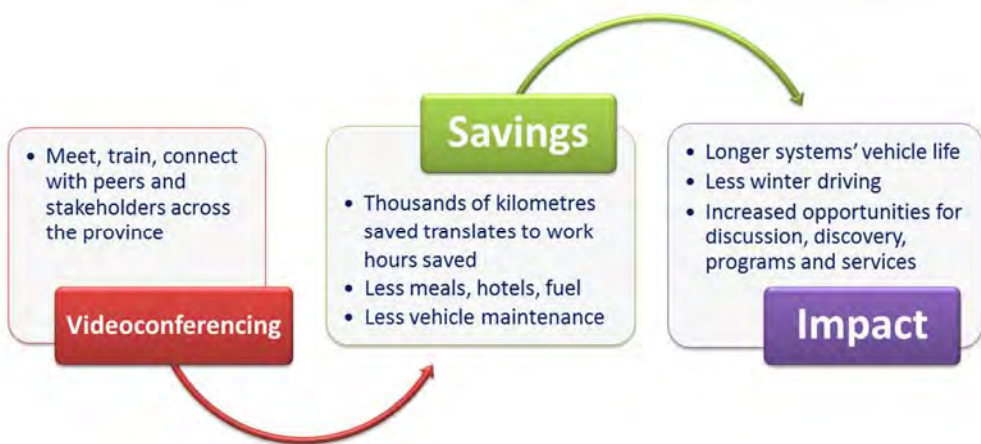 • Meet, train, connect
with peers and
stakeholders across
the province
Videoconferencing
Savings
• Thousands of kilometres
saved translates to work
hours saved
• Less meals, hotels, fuel
• Less vehicle maintenance
• Longer systems’ vehicle life
• Less winter driving
• Increased opportunities for
discussion, discovery,
programs and services
Impact